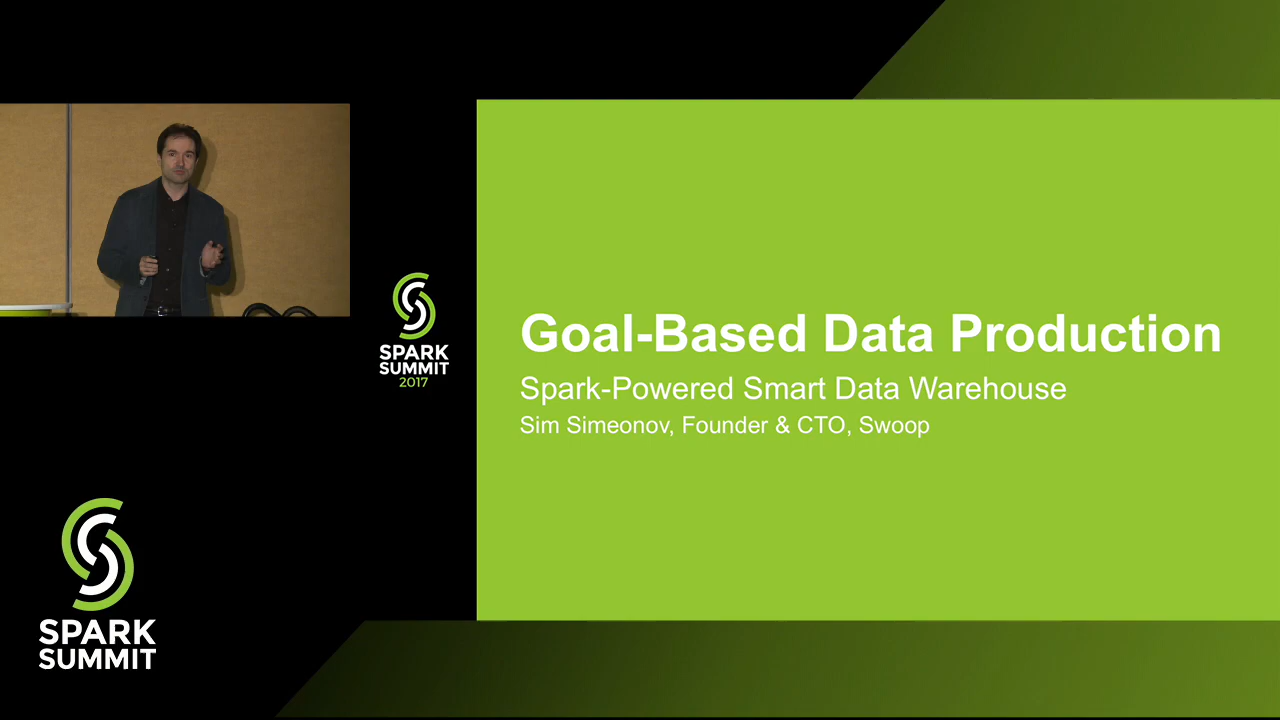 SPARK
SUMMIT
2017
Goal-Based Data Production
Spark-Powered Smart Data Warehouse
Sim Simeonov, Founder & CTO, Swoop
SPARK
SUMMIT